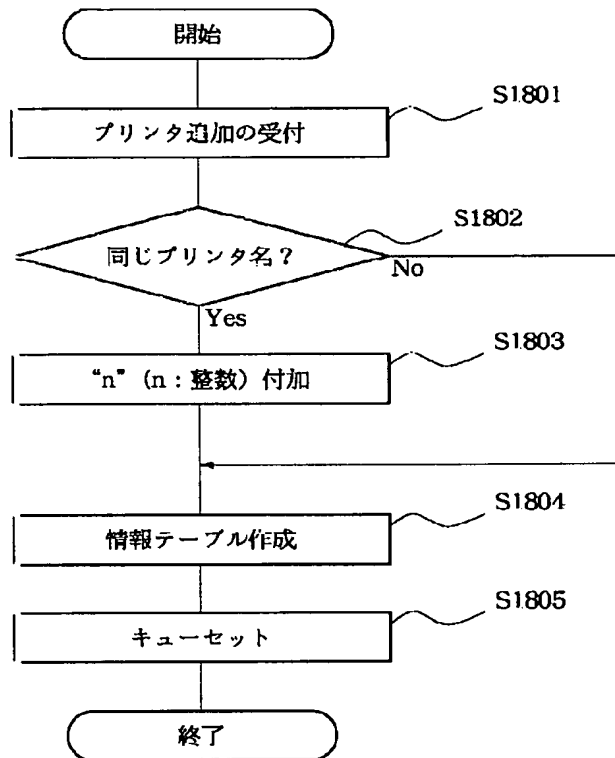 開始
S1801
プリンタ追加の受付
S1802
同じプリンタ名？
No
Yes
S1803
“n”（n：整数）付加
S1804
情報テーブル作成
S1805
キューセット
終了